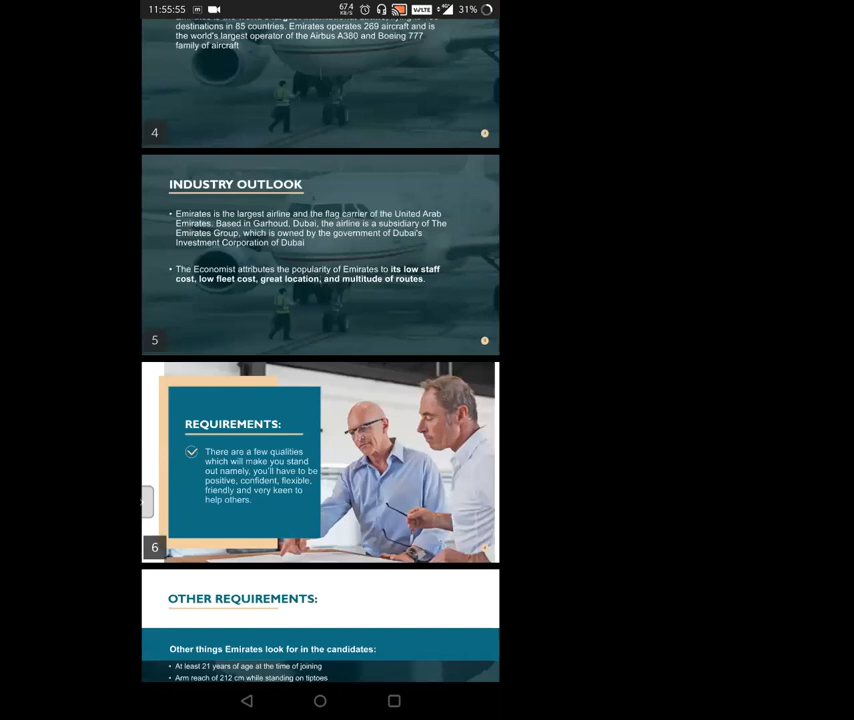 11:55:55
67.4
KB/S
VoLTE
4G
31%
destinations in 85 countries. Emirates operates 269 aircraft and is
the world's largest operator of the Airbus A380 and Boeing 777
family of aircraft
4
INDUSTRY OUTLOOK
• Emirates is the largest airline and the flag carrier of the United Arab
Emirates. Based in Garhoud, Dubai, the airline is a subsidiary of The
Emirates Group, which is owned by the government of Dubai's
Investment Corporation of Dubai
• The Economist attributes the popularity of Emirates to its low staff
cost, low fleet cost, great location, and multitude of routes.
5
REQUIREMENTS:
There are a few qualities
which will make you stand
out namely, you'll have to be
positive, confident, flexible,
friendly and very keen to
help others.
6
OTHER REQUIREMENTS:
Other things Emirates look for in the candidates:
• At least 21 years of age at the time of joining
• Arm reach of 212 cm while standing on tiptoes